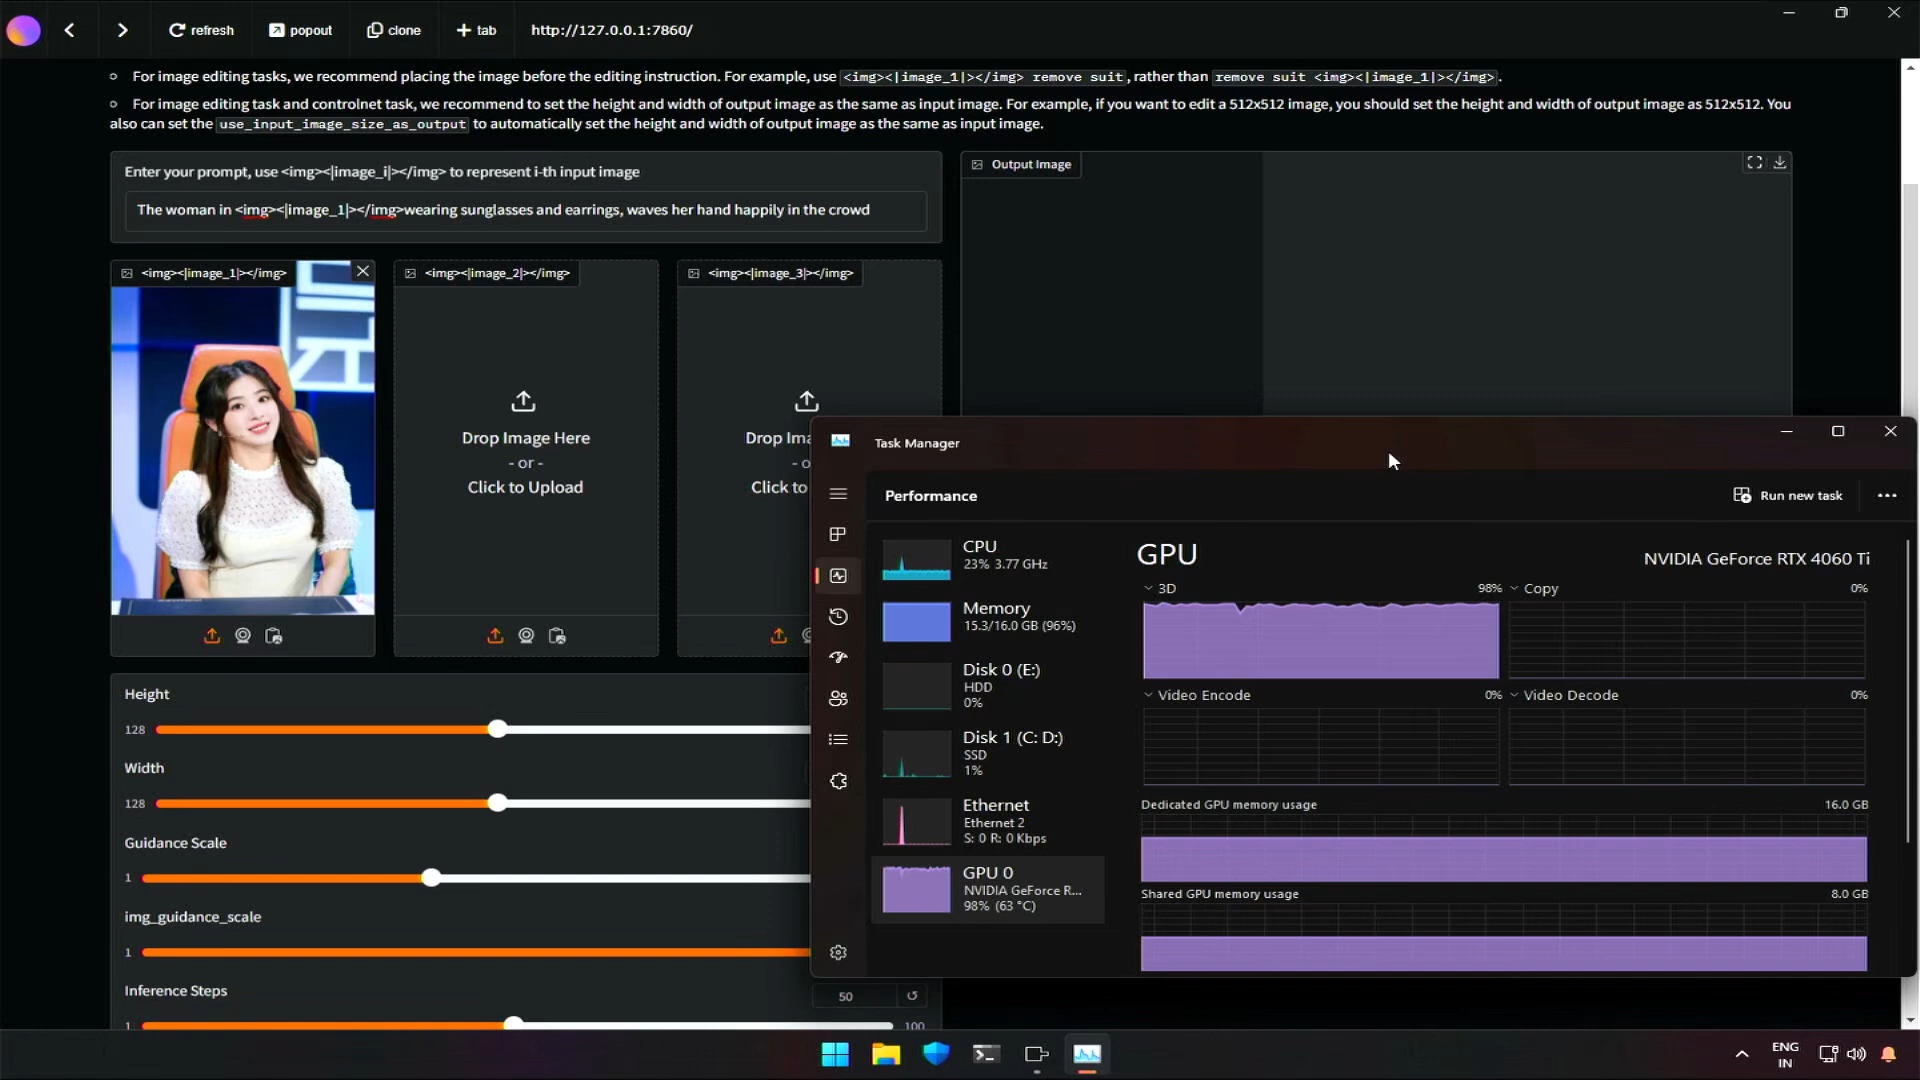 refresh
popout
clone
tab
http://127.0.0.1:7860/
For image editing tasks, we recommend placing the image before the editing instruction. For example, use <img><|image_1|></img> remove suit, rather than remove suit <img><|image_1|></img>.
For image editing task and controlnet task, we recommend to set the height and width of output image as the same as input image. For example, if you want to edit a 512x512 image, you should set the height and width of output image as 512x512. You
also can set the use_input_image_size_as_output to automatically set the height and width of output image as the same as input image.
Enter your prompt, use <img><|image_i|></img> to represent i-th input image
The woman in <img><|image_1|></img>wearing sunglasses and earrings, waves her hand happily in the crowd
Output Image
<img><|image_1|></img>
<img><|image_2|></img>
<img><|image_3|></img>
Drop Image Here
- or -
Click to Upload
Drop Ima
- o
Click to
Height
128
Width
128
Guidance Scale
1
img_guidance_scale
1
Inference Steps
50
1
100
Task Manager
Performance
Run new task
CPU
23% 3.77 GHz
Memory
15.3/16.0 GB (96%)
Disk 0 (E:)
HDD
0%
Disk 1 (C: D:)
SSD
1%
Ethernet
Ethernet 2
S: 0 R: 0 Kbps
GPU 0
NVIDIA GeForce R...
98% (63 °C)
GPU
NVIDIA GeForce RTX 4060 Ti
3D 98%
Copy 0%
Video Encode 0%
Video Decode 0%
Dedicated GPU memory usage 16.0 GB
Shared GPU memory usage 8.0 GB
ENG
IN